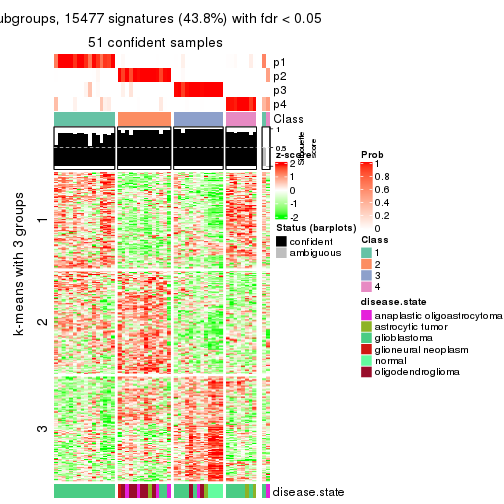 ubgroups, 15477 signatures (43.8%) with fdr < 0.05
51 confident samples
p1
p2
p3
p4
Class
1
0.5
0
Silhouette
score
z-score
2
1
0
-1
-2
Status (barplots)
confident
ambiguous
Prob
1
0.8
0.6
0.4
0.2
0
Class
1
2
3
4
disease.state
anaplastic oligoastrocytoma
astrocytic tumor
glioblastoma
glioneural neoplasm
normal
oligodendroglioma
k-means with 3 groups
1
2
3
disease.state